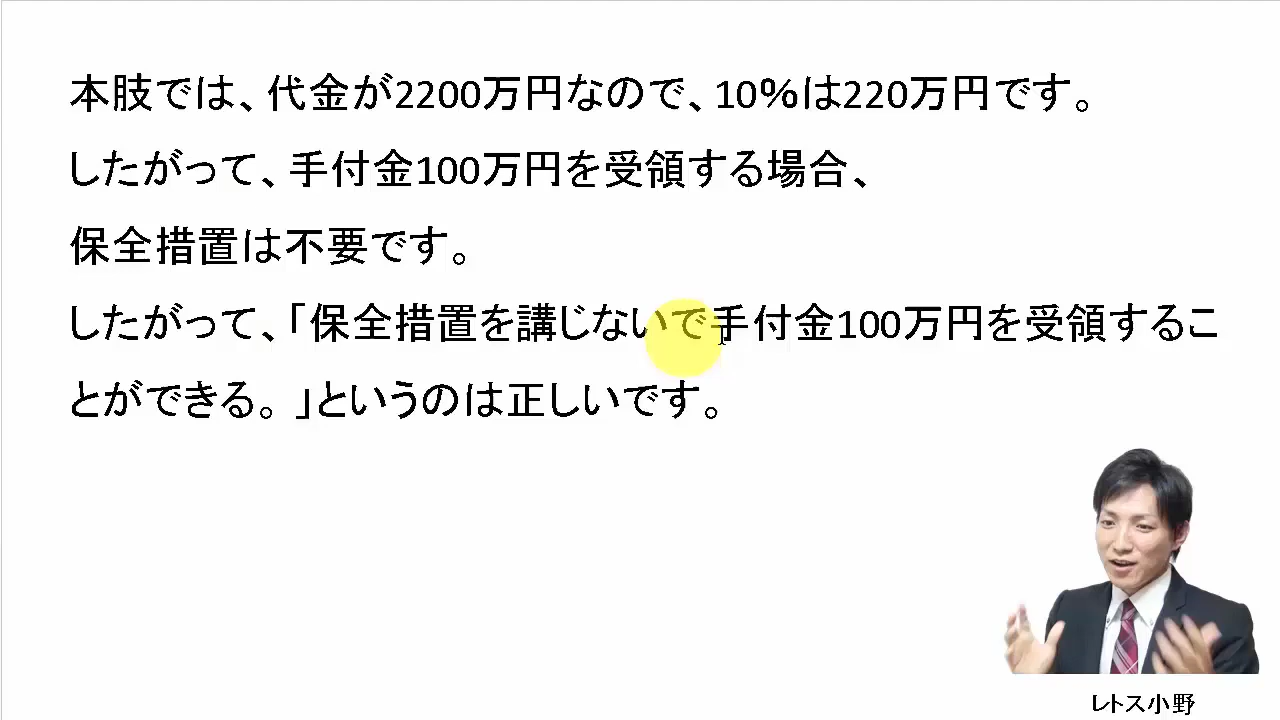 本肢では、代金が2200万円なので、10％は220万円です。
したがって、手付金100万円を受領する場合、
保全措置は不要です。
したがって、「保全措置を講じないで手付金100万円を受領するこ
とができる。」というのは正しいです。
レトス小野